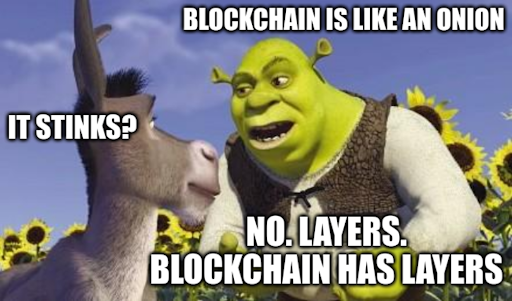 BLOCKCHAIN IS LIKE AN ONION
IT STINKS?
NO. LAYERS.
BLOCKCHAIN HAS LAYERS